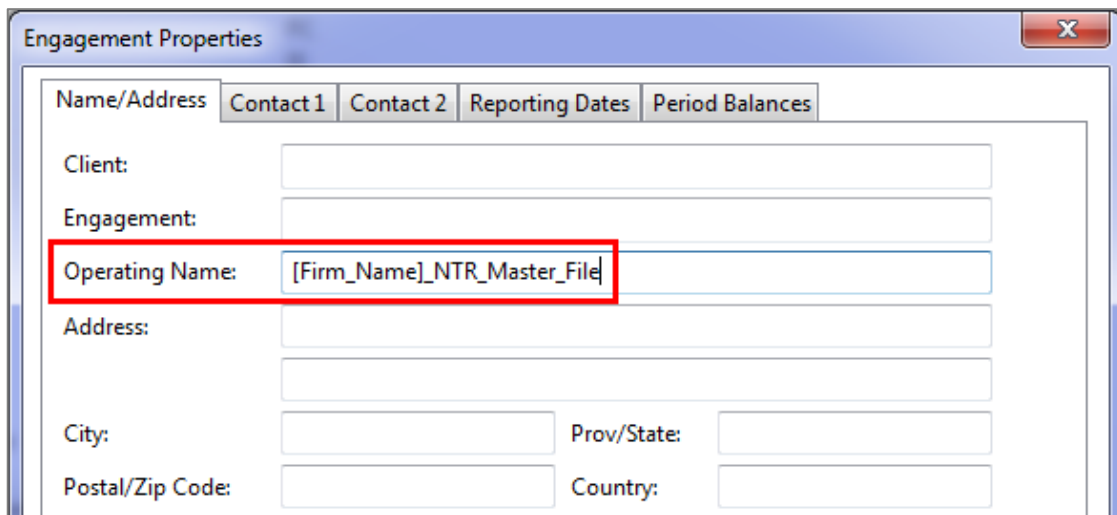 Engagement Properties
x
Name/Address Contact 1 Contact 2 Reporting Dates Period Balances
Client:
Engagement:
Operating Name: [Firm_Name]_NTR_Master_File
Address:
City: Prov/State:
Postal/Zip Code: Country: